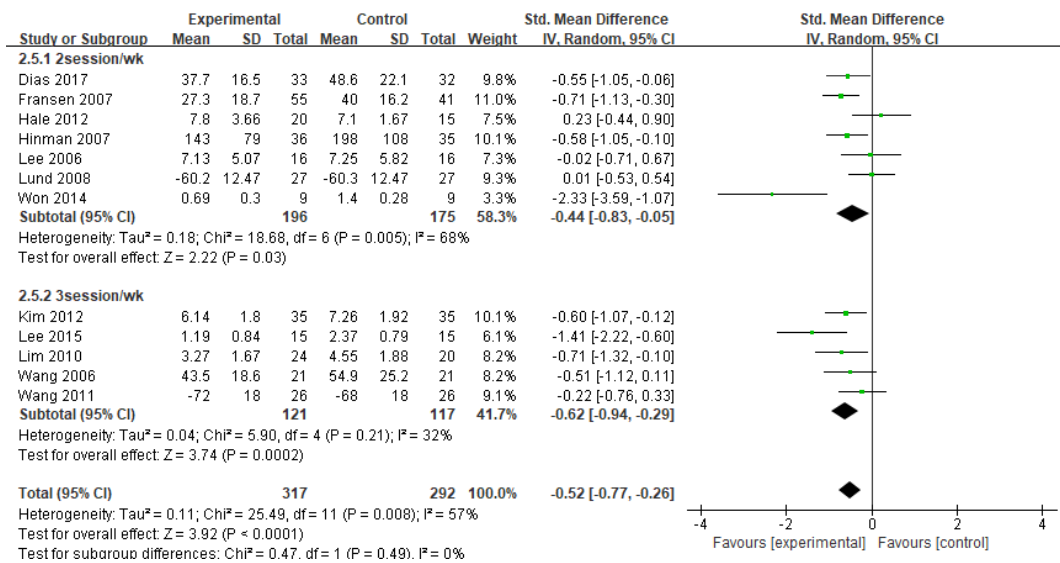 Experimental Control Std. Mean Difference Std. Mean Difference
Study or Subgroup Mean SD Total Mean SD Total Weight IV, Random, 95% CI IV, Random, 95% CI
2.5.1 2session/wk
Dias 2017 37.7 16.5 33 48.6 22.1 32 9.8% -0.55 [-1.05, -0.06]
Fransen 2007 27.3 18.7 55 40 16.2 41 11.0% -0.71 [-1.13, -0.30]
Hale 2012 7.8 3.66 20 7.1 1.67 15 7.5% 0.23 [-0.44, 0.90]
Hinman 2007 143 79 36 198 108 35 10.1% -0.58 [-1.05, -0.10]
Lee 2006 7.13 5.07 16 7.25 5.82 16 7.3% -0.02 [-0.71, 0.67]
Lund 2008 -60.2 12.47 27 -60.3 12.47 27 9.3% 0.01 [-0.53, 0.54]
Won 2014 0.69 0.3 9 1.4 0.28 9 3.3% -2.33 [-3.59, -1.07]
Subtotal (95% CI) 196 175 58.3% -0.44 [-0.83, -0.05]
Heterogeneity: Tau² = 0.18; Chi² = 18.68, df = 6 (P = 0.005); I² = 68%
Test for overall effect: Z = 2.22 (P = 0.03)
2.5.2 3session/wk
Kim 2012 6.14 1.8 35 7.26 1.92 35 10.1% -0.60 [-1.07, -0.12]
Lee 2015 1.19 0.84 15 2.37 0.79 15 6.1% -1.41 [-2.22, -0.60]
Lim 2010 3.27 1.67 24 4.55 1.88 20 8.2% -0.71 [-1.32, -0.10]
Wang 2006 43.5 18.6 21 54.9 25.2 21 8.2% -0.51 [-1.12, 0.11]
Wang 2011 -72 18 26 -68 18 26 9.1% -0.22 [-0.76, 0.33]
Subtotal (95% CI) 121 117 41.7% -0.62 [-0.94, -0.29]
Heterogeneity: Tau² = 0.04; Chi² = 5.90, df = 4 (P = 0.21); I² = 32%
Test for overall effect: Z = 3.74 (P = 0.0002)
Total (95% CI) 317 292 100.0% -0.52 [-0.77, -0.26]
Heterogeneity: Tau² = 0.11; Chi² = 25.49, df = 11 (P = 0.008); I² = 57%
Test for overall effect: Z = 3.92 (P < 0.0001)
Test for subgroup differences: Chi² = 0.47, df = 1 (P = 0.49), I² = 0%
-4 -2 0 2 4
Favours [experimental] Favours [control]